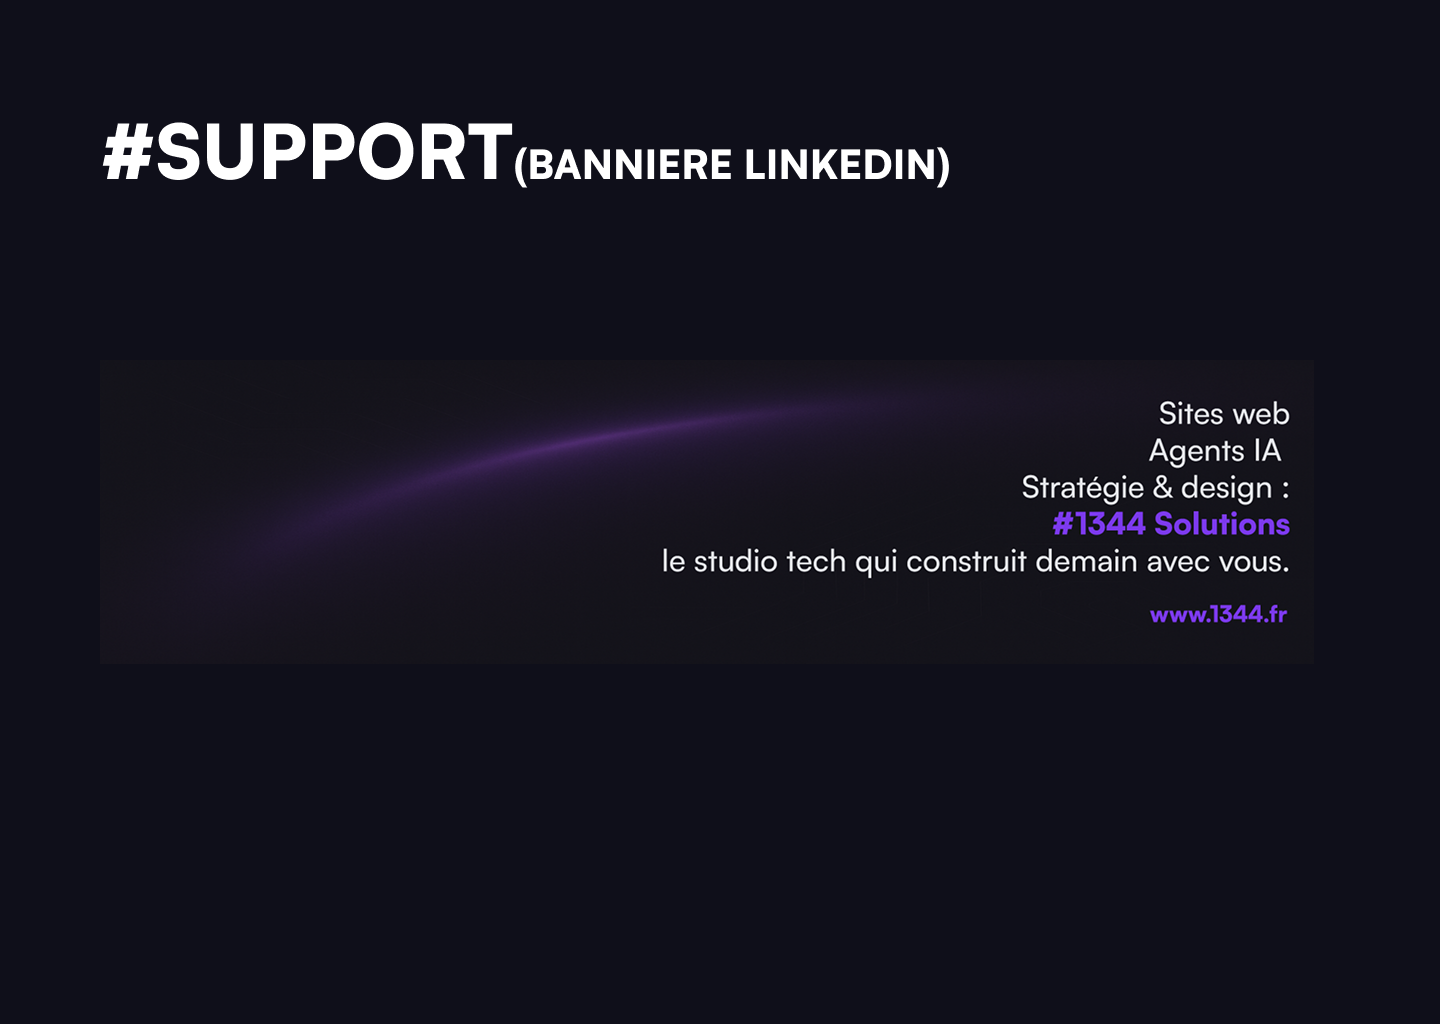 #SUPPORT(BANNIERE LINKEDIN)
Sites web
Agents IA
Stratégie & design :
#1344 Solutions
le studio tech qui construit demain avec vous.
www.1344.fr